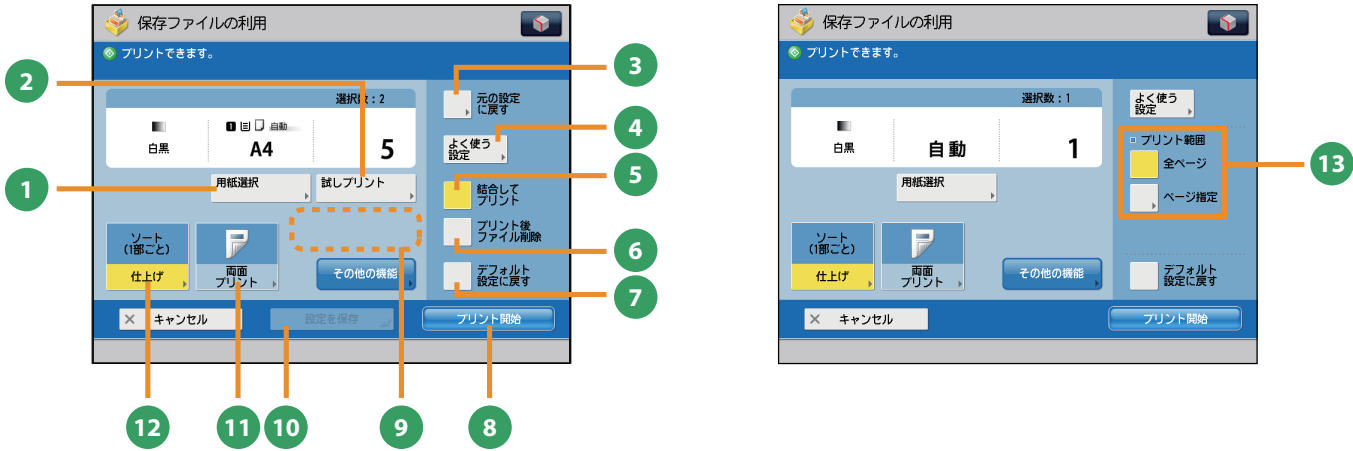 保存ファイルの利用
プリントできます。
選択数：2
白黒
1 自動
A4
5
用紙選択
試しプリント
ソート
(1部ごと)
仕上げ
両面
プリント
その他の機能
元の設定
に戻す
よく使う
設定
結合して
プリント
プリント後
ファイル削除
デフォルト
設定に戻す
× キャンセル
設定を保存
プリント開始
1
2
3
4
5
6
7
8
9
10
11
12
保存ファイルの利用
プリントできます。
選択数：1
白黒
自動
1
用紙選択
ソート
(1部ごと)
仕上げ
両面
プリント
その他の機能
よく使う
設定
プリント範囲
全ページ
ページ指定
デフォルト
設定に戻す
× キャンセル
プリント開始
13